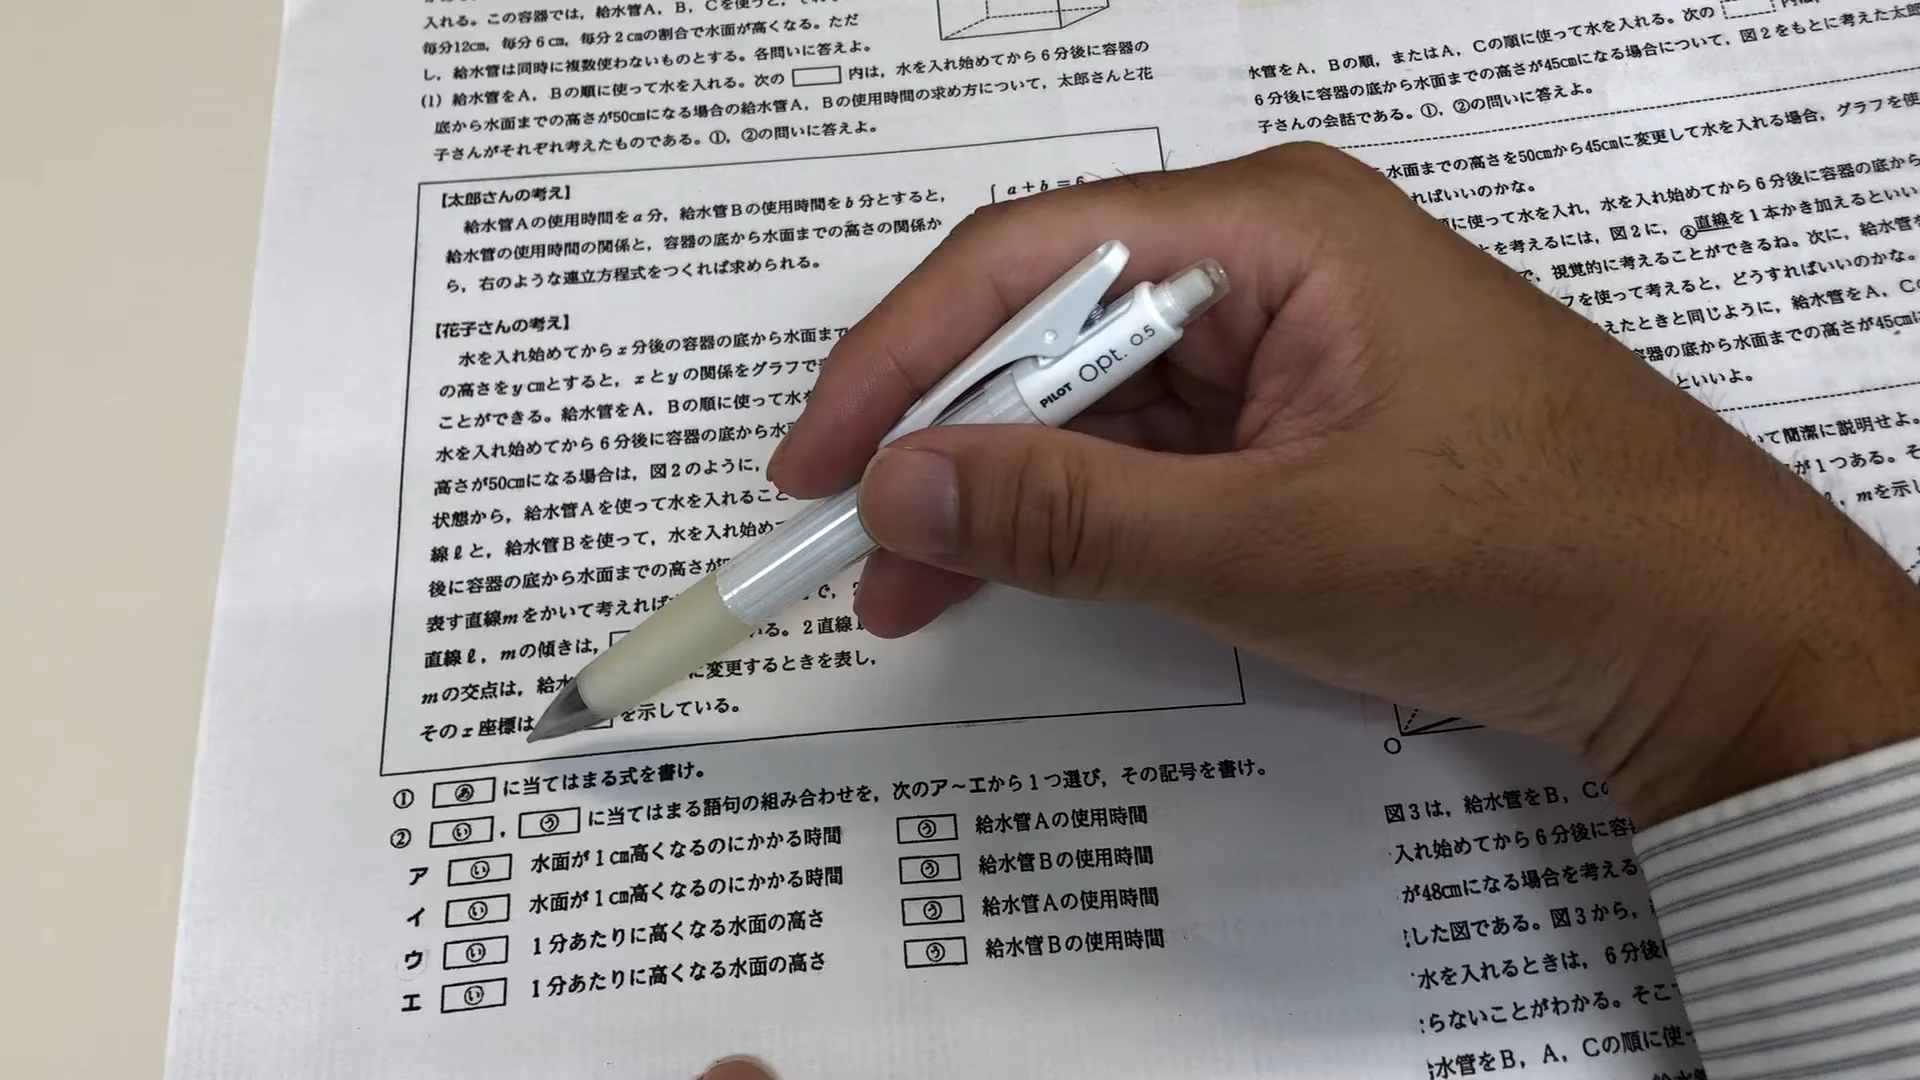 入れる。この容器では，給水管A，B，Cを使うと，
毎分12cm，毎分6cm，毎分2cmの割合で水面が高くなる。ただ
し，給水管は同時に複数使わないものとする。各問いに答えよ。
(1) 給水管をA，Bの順に使って水を入れる。次の 内は，水を入れ始めてから6分後に容器の
底から水面までの高さが50cmになる場合の給水管A，Bの使用時間の求め方について，太郎さんと花
子さんがそれぞれ考えたものである。①，②の問いに答えよ。
【太郎さんの考え】
給水管Aの使用時間をa分，給水管Bの使用時間をb分とすると，
給水管の使用時間の関係と，容器の底から水面までの高さの関係か
ら，右のような連立方程式をつくれば求められる。
a＋b＝6
【花子さんの考え】
水を入れ始めてからx分後の容器の底から水面まで
の高さをycmとすると，xとyの関係をグラフで
ことができる。給水管をA，Bの順に使って水を
水を入れ始めてから6分後に容器の底から水
高さが50cmになる場合は，図2のように，
状態から，給水管Aを使って水を入れること
線ℓと，給水管Bを使って，水を入れ始め
後に容器の底から水面までの高さが
表す直線mをかいて考えれば で，2
直線ℓ，mの傾きは， いる。2直線
mの交点は，給水 に変更するときを表し，
そのx座標は を示している。
① あ に当てはまる式を書け。
② い ， う に当てはまる語句の組み合わせを，次のア～エから1つ選び，その記号を書け。
ア い 水面が1cm高くなるのにかかる時間 う 給水管Aの使用時間
イ い 水面が1cm高くなるのにかかる時間 う 給水管Bの使用時間
ウ い 1分あたりに高くなる水面の高さ う 給水管Aの使用時間
エ い 1分あたりに高くなる水面の高さ う 給水管Bの使用時間
水管をA，Bの順，またはA，Cの順に使って水を入れる。次の
6分後に容器の底から水面までの高さが45cmになる場合について，図2をもとに考えた太郎
子さんの会話である。①，②の問いに答えよ。
水面までの高さを50cmから45cmに変更して水を入れる場合，グラフを使
ればいいのかな。
に使って水を入れ，水を入れ始めてから6分後に容器の底から
とを考えるには，図2に，え直線を1本かき加えるといい
で，視覚的に考えることができるね。次に，給水管を
フを使って考えると，どうすればいいのかな。
えたときと同じように，給水管をA，C
容器の底から水面までの高さが45cmに
といいよ。
いて簡潔に説明せよ。
が1つある。そ
，mを示し
O
図3は，給水管をB，C
入れ始めてから6分後に容
が48cmになる場合を考える
した図である。図3から，
水を入れるときは，6分後
らないことがわかる。そこ
水管をB，A，Cの順に使
PILOT Opt. 0.5